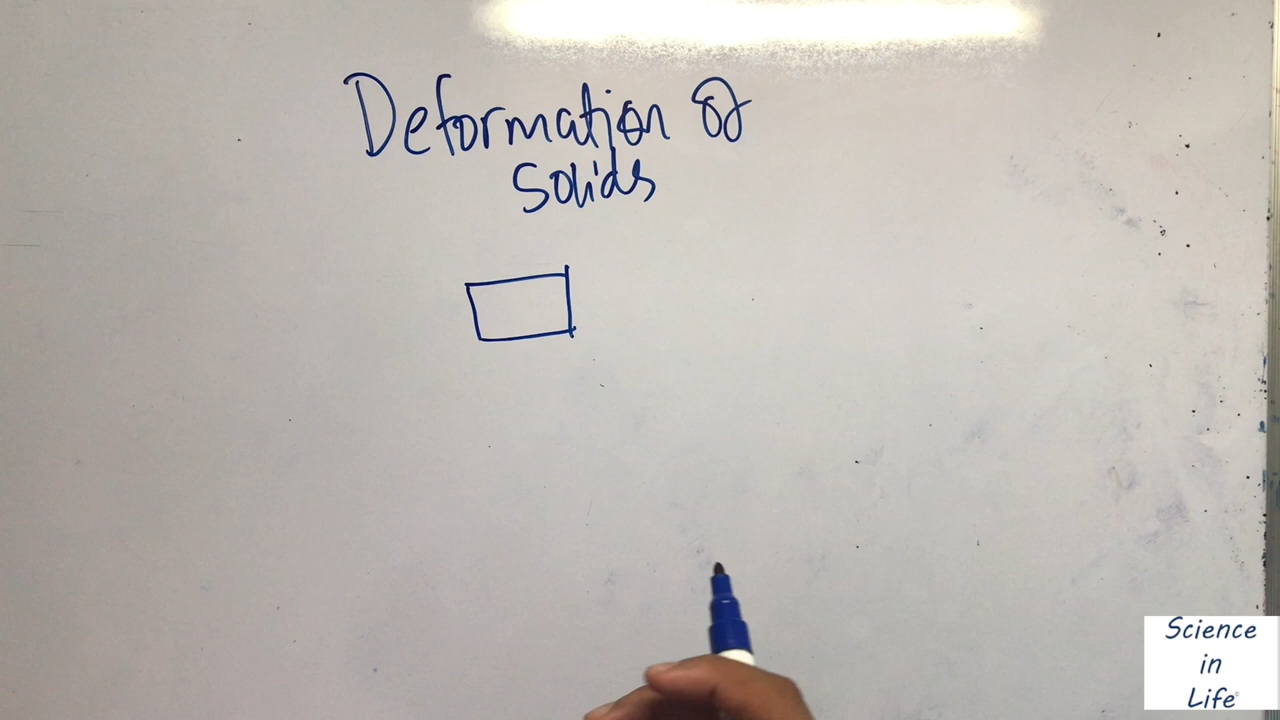 Deformation of
Solids
Science
in
Life